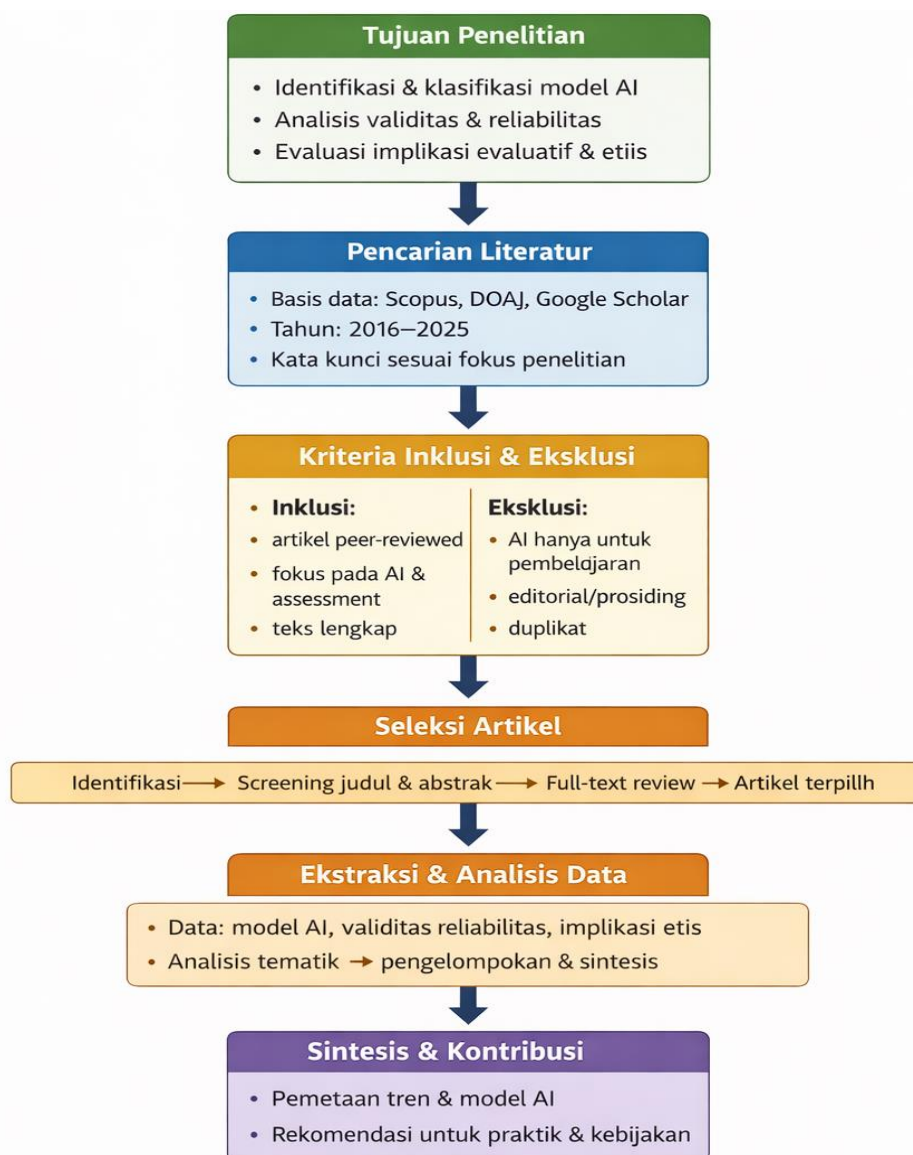 Tujuan Penelitian
• Identifikasi & klasifikasi model AI
• Analisis validitas & reliabilitas
• Evaluasi implikasi evaluatif & etiis
Pencarian Literatur
• Basis data: Scopus, DOAJ, Google Scholar
• Tahun: 2016–2025
• Kata kunci sesuai fokus penelitian
Kriteria Inklusi & Eksklusi
• Inklusi:
• artikel peer-reviewed
• fokus pada AI &
assessment
• teks lengkap
Eksklusi:
• AI hanya untuk
pembelqjaran
• editorial/prosiding
• duplikat
Seleksi Artikel
Identifikasi → Screening judul & abstrak → Full-text review → Artikel terpillh
Ekstraksi & Analisis Data
• Data: model AI, validitas reliabilitas, implikasi etis
• Analisis tematik → pengelompokan & sintesis
Sintesis & Kontribusi
• Pemetaan tren & model AI
• Rekomendasi untuk praktik & kebijakan